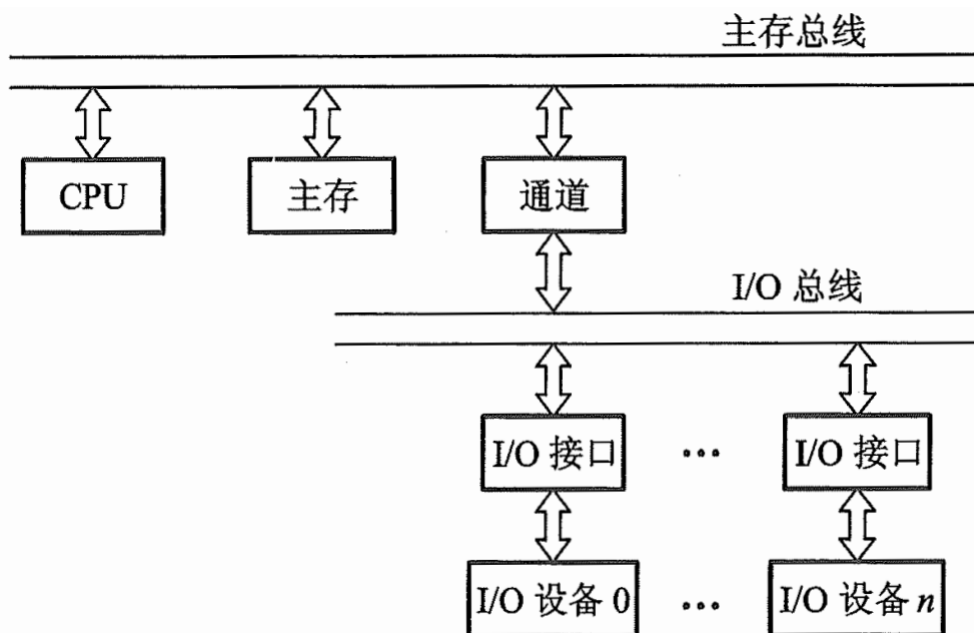 主存总线
CPU 主存 通道
I/O 总线
I/O 接口 ··· I/O 接口
I/O 设备 0 ··· I/O 设备 n